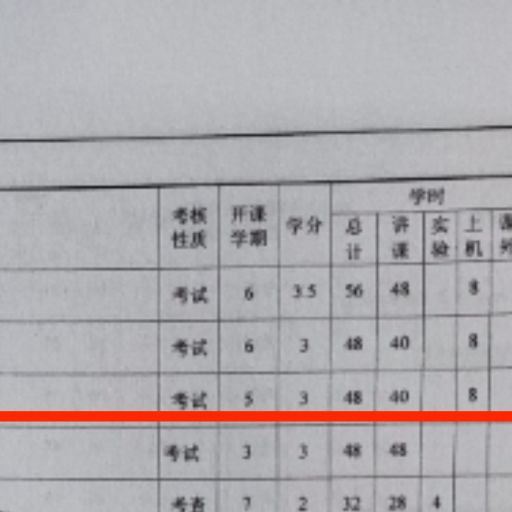 学时
考核性质 开课学期 学分 总计 讲课 实验 上机
考试 6 3.5 56 48 8
考试 6 3 48 40 8
考试 5 3 48 40 8
考试 3 3 48 48
考查 7 2 32 28 4